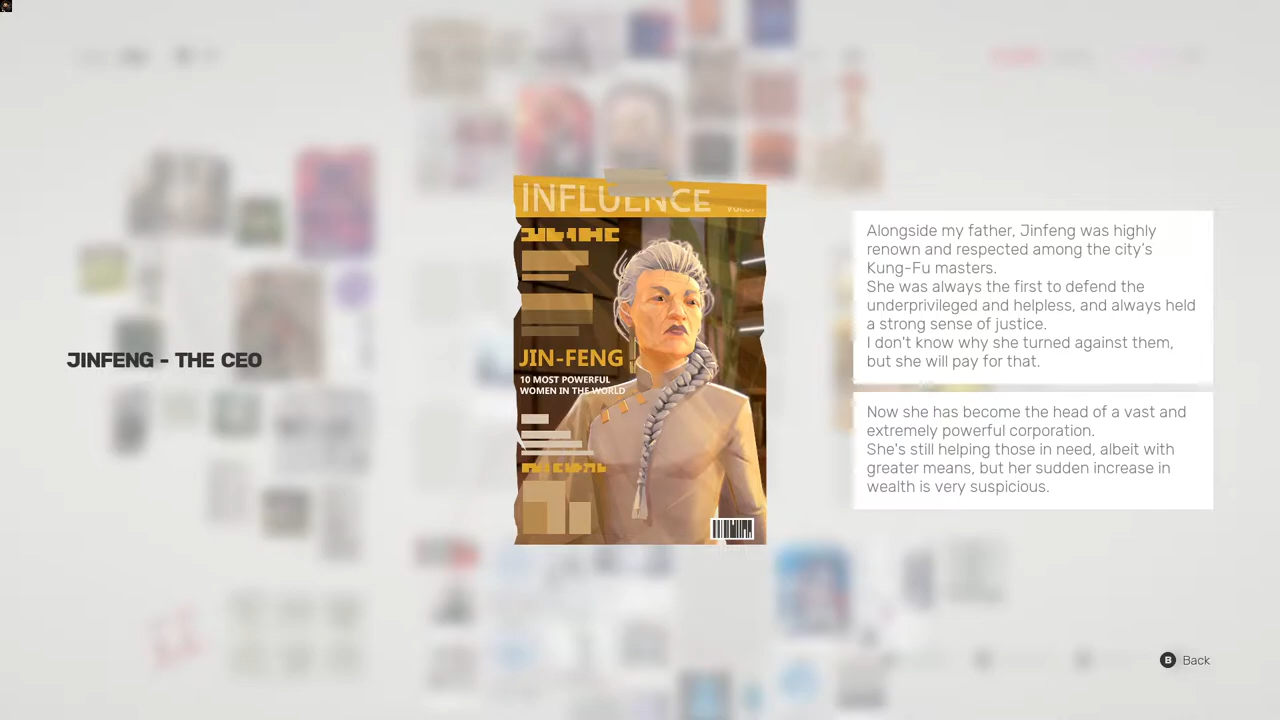 INFLUENCE
JIN-FENG
10 MOST POWERFUL
WOMEN IN THE WORLD
JINFENG - THE CEO
Alongside my father, Jinfeng was highly
renown and respected among the city's
Kung-Fu masters.
She was always the first to defend the
underprivileged and helpless, and always held
a strong sense of justice.
I don't know why she turned against them,
but she will pay for that.
Now she has become the head of a vast and
extremely powerful corporation.
She's still helping those in need, albeit with
greater means, but her sudden increase in
wealth is very suspicious.
B Back